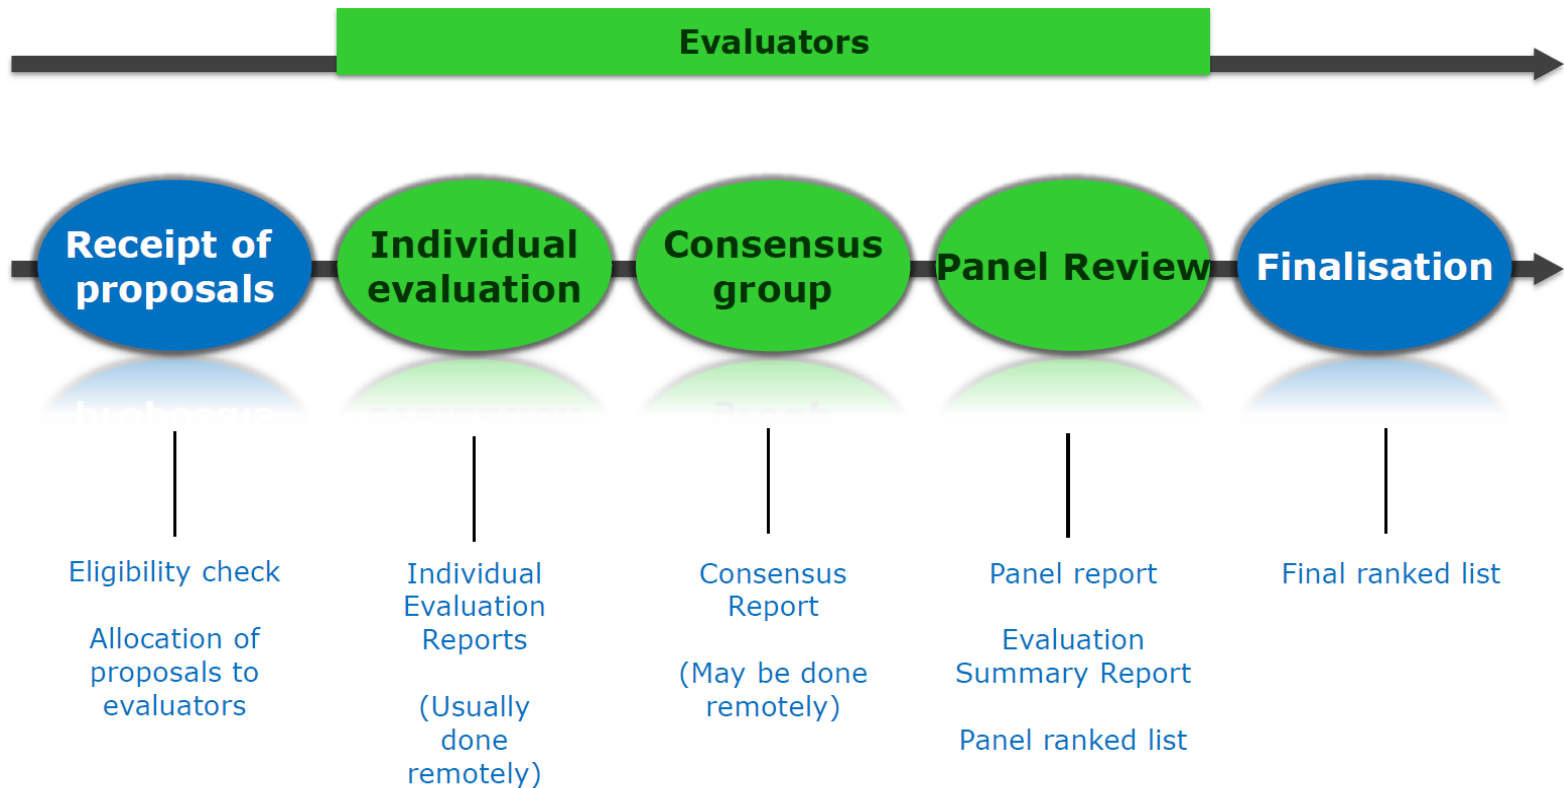 Evaluators
Receipt of
proposals
Individual
evaluation
Consensus
group
Panel Review
Finalisation
Eligibility check
Allocation of
proposals to
evaluators
Individual
Evaluation
Reports
(Usually
done
remotely)
Consensus
Report
(May be done
remotely)
Panel report
Evaluation
Summary Report
Panel ranked list
Final ranked list